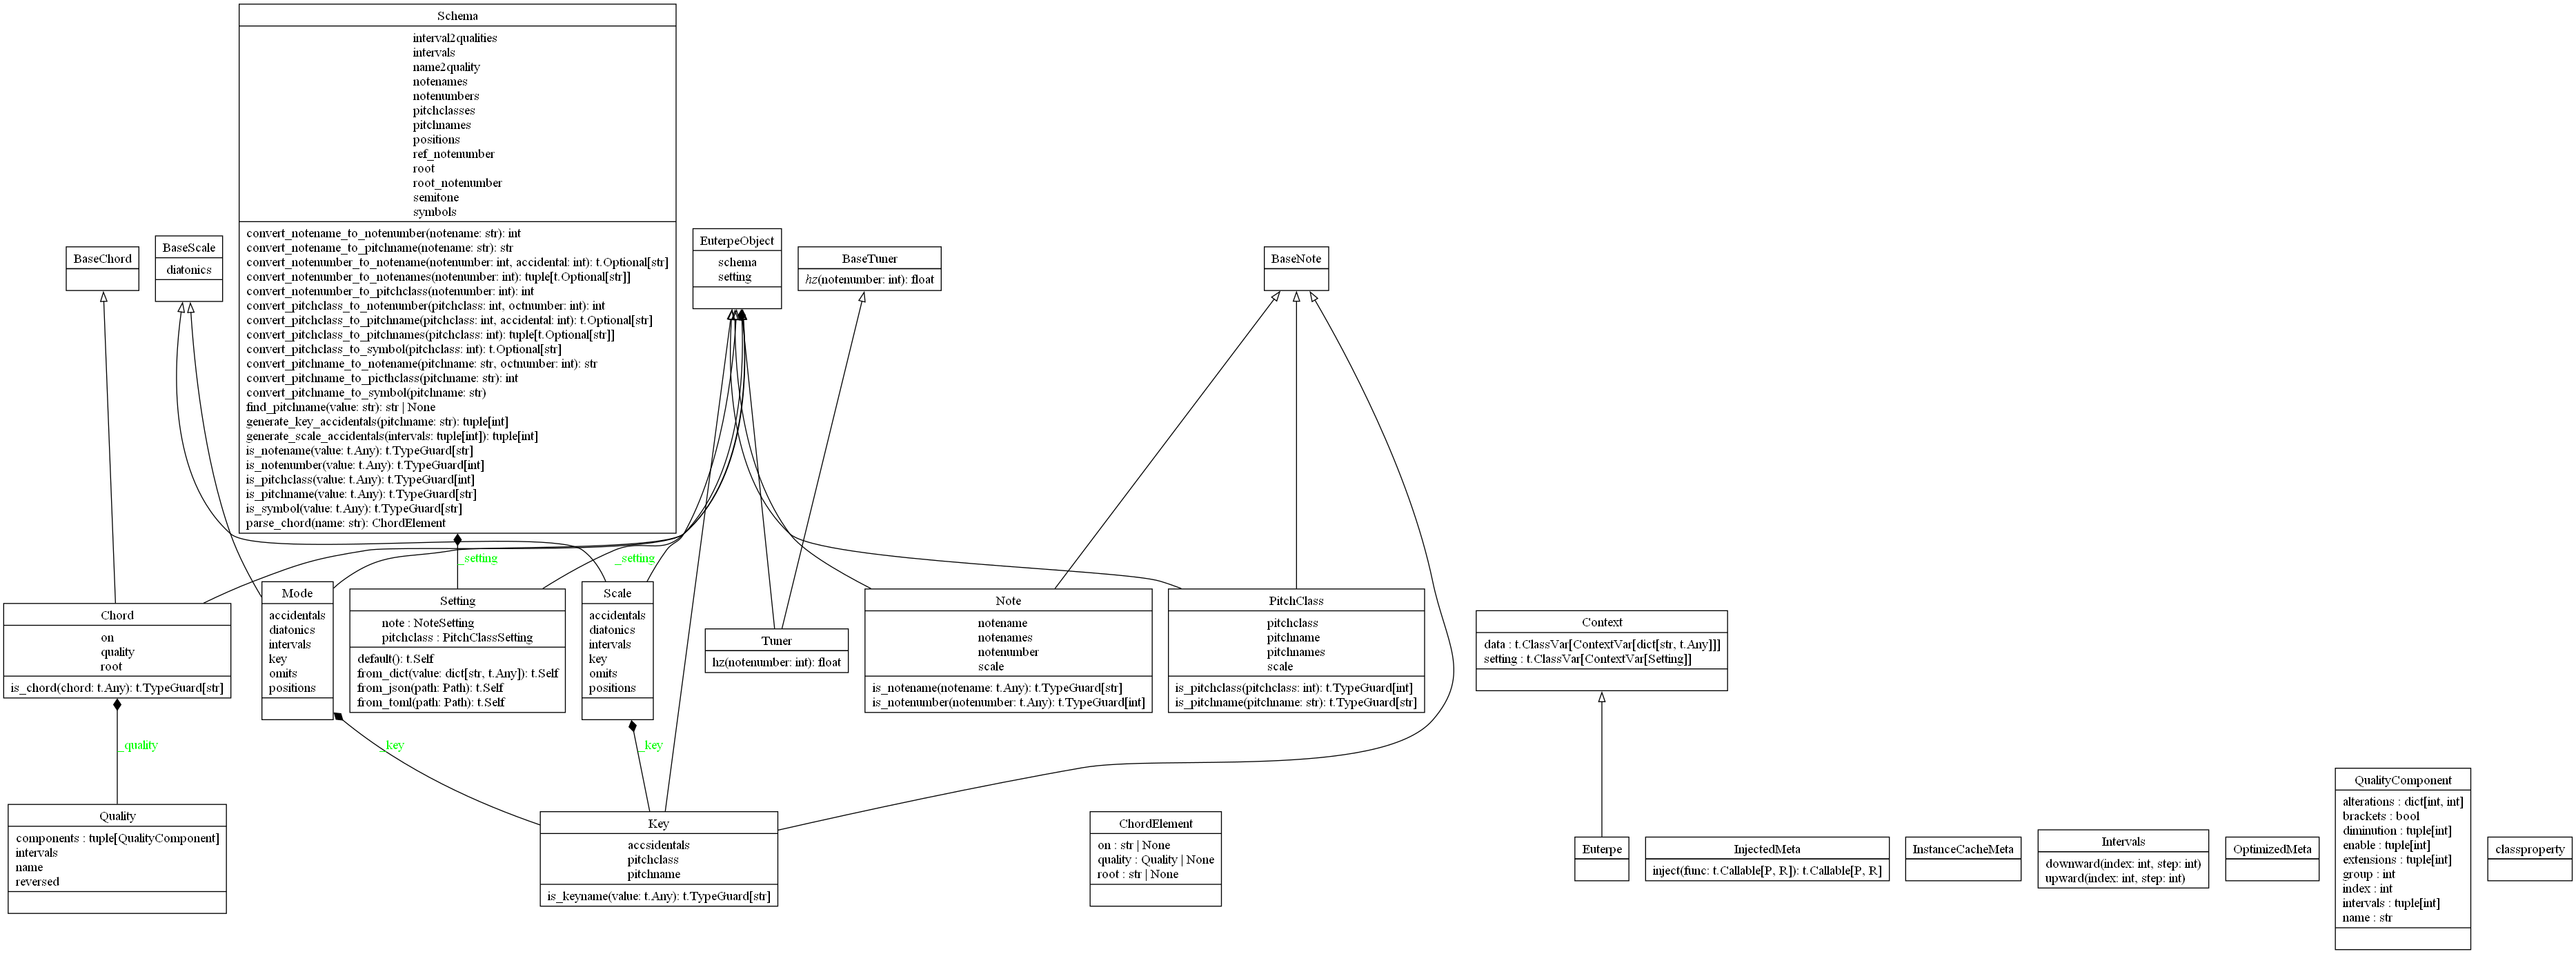 Schema
interval2qualities
intervals
name2quality
notenames
notenumbers
pitchclasses
pitchnames
positions
ref_notenumber
root
root_notenumber
semitone
symbols
convert_notename_to_notenumber(notename: str): int
convert_notename_to_pitchname(notename: str): str
convert_notenumber_to_notename(notenumber: int, accidental: int): t.Optional[str]
convert_notenumber_to_notenames(notenumber: int): tuple[t.Optional[str]]
convert_notenumber_to_pitchclass(notenumber: int): int
convert_pitchclass_to_notenumber(pitchclass: int, octnumber: int): int
convert_pitchclass_to_pitchname(pitchclass: int, accidental: int): t.Optional[str]
convert_pitchclass_to_pitchnames(pitchclass: int): tuple[t.Optional[str]]
convert_pitchclass_to_symbol(pitchclass: int): t.Optional[str]
convert_pitchname_to_notename(pitchname: str, octnumber: int): str
convert_pitchname_to_picthclass(pitchname: str): int
convert_pitchname_to_symbol(pitchname: str)
find_pitchname(value: str): str | None
generate_key_accidentals(pitchname: str): tuple[int]
generate_scale_accidentals(intervals: tuple[int]): tuple[int]
is_notename(value: t.Any): t.TypeGuard[str]
is_notenumber(value: t.Any): t.TypeGuard[int]
is_pitchclass(value: t.Any): t.TypeGuard[int]
is_pitchname(value: t.Any): t.TypeGuard[str]
is_symbol(value: t.Any): t.TypeGuard[str]
parse_chord(name: str): ChordElement
BaseChord
BaseScale
diatonics
EuterpeObject
schema
setting
BaseTuner
hz(notenumber: int): float
BaseNote
_setting
_setting
Chord
on
quality
root
is_chord(chord: t.Any): t.TypeGuard[str]
Mode
accidentals
diatonics
intervals
key
omits
positions
Setting
note : NoteSetting
pitchclass : PitchClassSetting
default(): t.Self
from_dict(value: dict[str, t.Any]): t.Self
from_json(path: Path): t.Self
from_toml(path: Path): t.Self
Scale
accidentals
diatonics
intervals
key
omits
positions
Tuner
hz(notenumber: int): float
Note
notename
notenames
notenumber
scale
is_notename(notename: t.Any): t.TypeGuard[str]
is_notenumber(notenumber: t.Any): t.TypeGuard[int]
PitchClass
pitchclass
pitchname
pitchnames
scale
is_pitchclass(pitchclass: int): t.TypeGuard[int]
is_pitchname(pitchname: str): t.TypeGuard[str]
Context
data : t.ClassVar[ContextVar[dict[str, t.Any]]]
setting : t.ClassVar[ContextVar[Setting]]
_quality
_key
_key
Quality
components : tuple[QualityComponent]
intervals
name
reversed
Key
accsidentals
pitchclass
pitchname
is_keyname(value: t.Any): t.TypeGuard[str]
ChordElement
on : str | None
quality : Quality | None
root : str | None
Euterpe
InjectedMeta
inject(func: t.Callable[P, R]): t.Callable[P, R]
InstanceCacheMeta
Intervals
downward(index: int, step: int)
upward(index: int, step: int)
OptimizedMeta
QualityComponent
alterations : dict[int, int]
brackets : bool
diminution : tuple[int]
enable : tuple[int]
extensions : tuple[int]
group : int
index : int
intervals : tuple[int]
name : str
classproperty